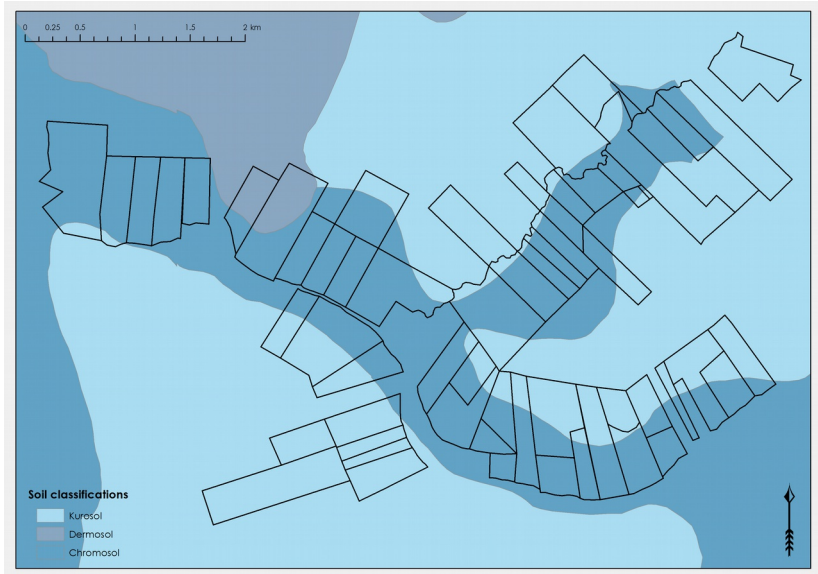 0 0.25 0.5 1 1.5 2 km
Soil classifications
Kurosol
Dermosol
Chromosol